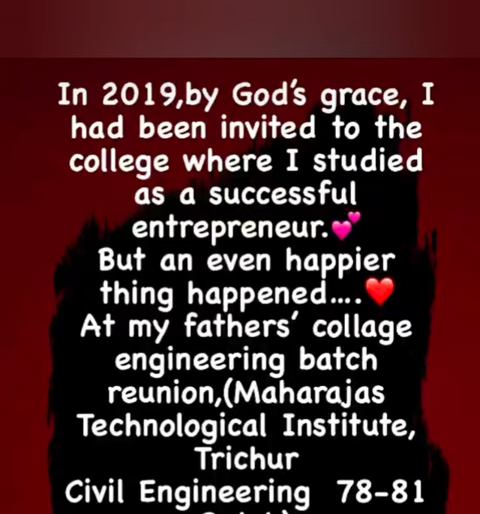 In 2019,by God's grace, I
had been invited to the
college where I studied
as a successful
entrepreneur.💕
But an even happier
thing happened....❤️
At my fathers' collage
engineering batch
reunion,(Maharajas
Technological Institute,
Trichur
Civil Engineering 78-81